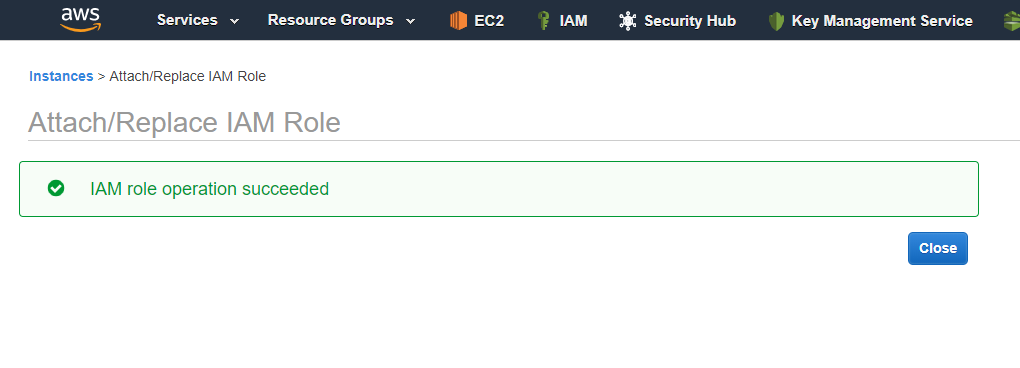 aws Services Resource Groups EC2 IAM Security Hub Key Management Service
Instances > Attach/Replace IAM Role
Attach/Replace IAM Role
IAM role operation succeeded
Close